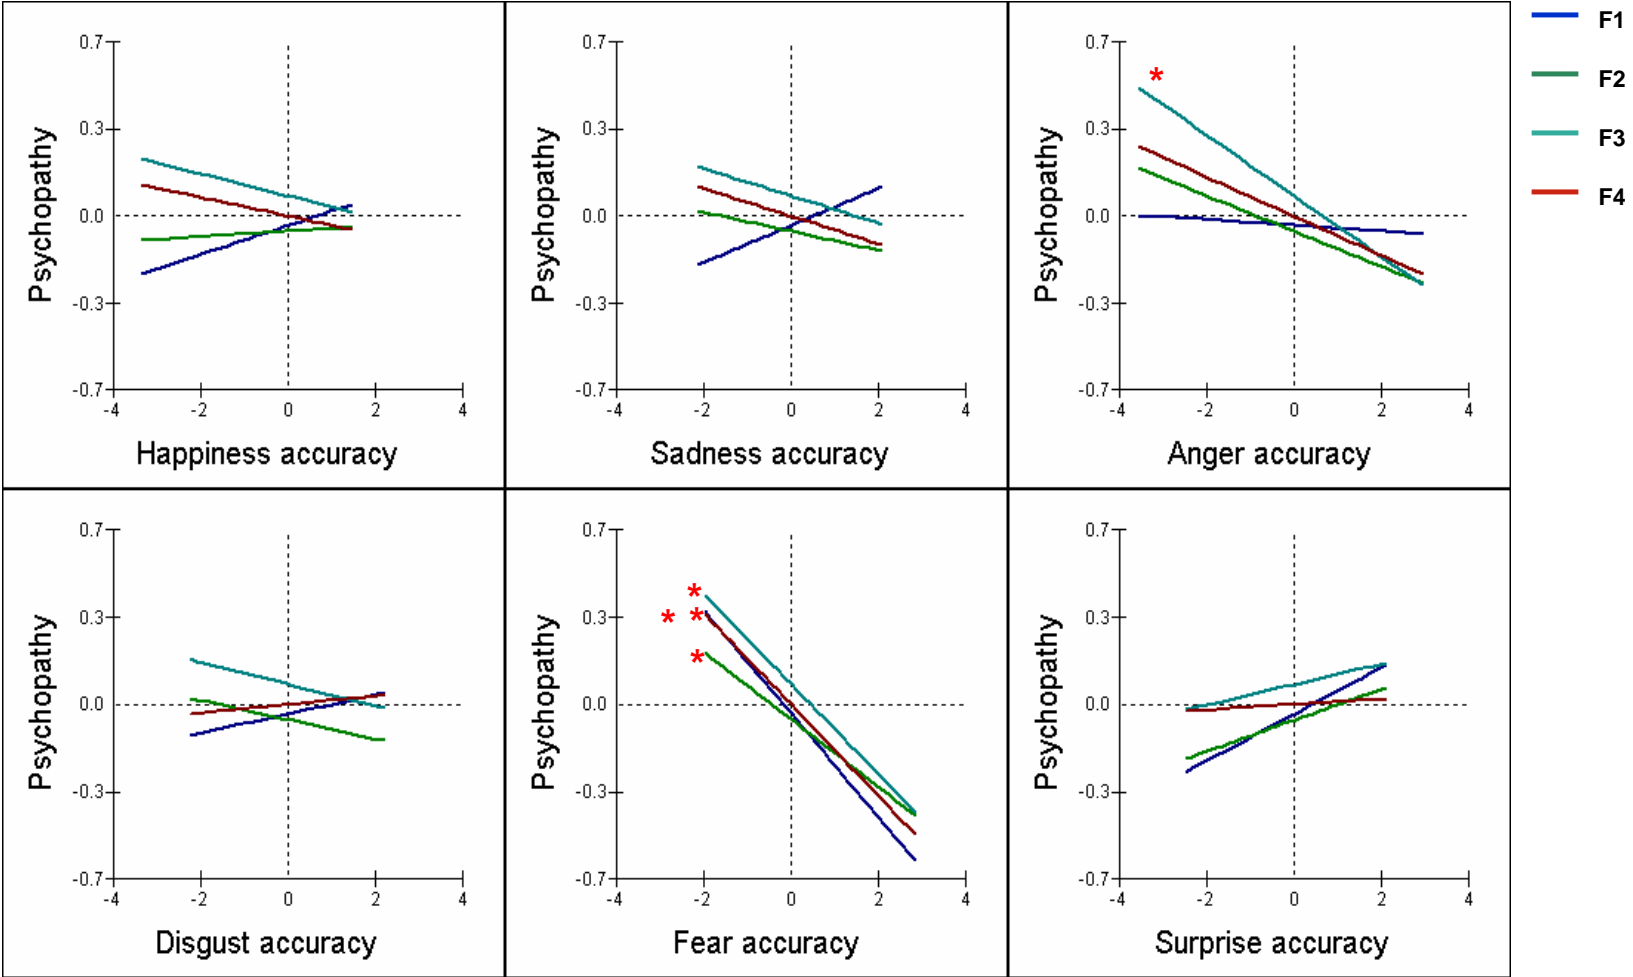 0.7 0.7 0.7 F1
* F2
Psychopathy 0.3 Psychopathy 0.3 Psychopathy 0.3 F3
0.0 0.0 0.0 F4
-0.3 -0.3 -0.3
-0.7 -0.7 -0.7
-4 -2 0 2 4 -4 -2 0 2 4 -4 -2 0 2 4
Happiness accuracy Sadness accuracy Anger accuracy
0.7 0.7 0.7
*
Psychopathy 0.3 Psychopathy * * 0.3 Psychopathy 0.3
*
0.0 0.0 0.0
-0.3 -0.3 -0.3
-0.7 -0.7 -0.7
-4 -2 0 2 4 -4 -2 0 2 4 -4 -2 0 2 4
Disgust accuracy Fear accuracy Surprise accuracy